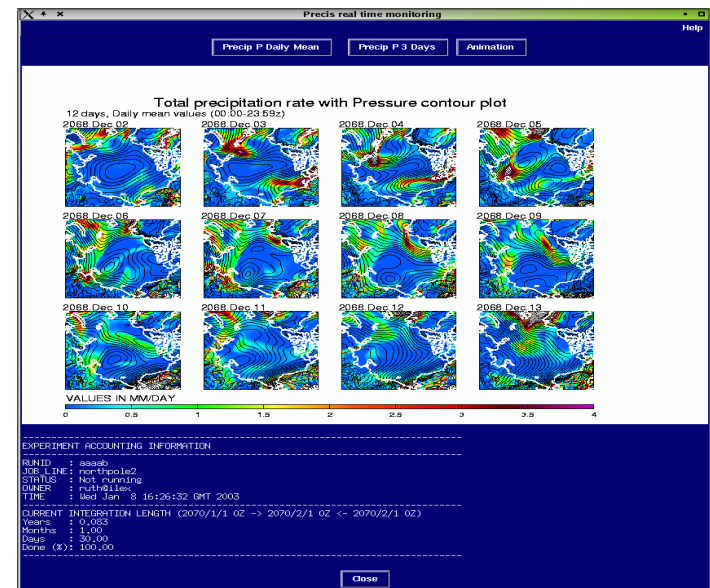 Precis real time monitoring
Help
Precip P Daily Mean Precip P 3 Days Animation
Total precipitation rate with Pressure contour plot
12 days, Daily mean values (00:00-23:59z)
2068.Dec.02 2068.Dec.03 2068.Dec.04 2068.Dec.05
2068.Dec.06 2068.Dec.07 2068.Dec.08 2068.Dec.09
2068.Dec.10 2068.Dec.11 2068.Dec.12 2068.Dec.13
VALUES IN MM/DAY
0 0.5 1 1.5 2 2.5 3 3.5 4
EXPERIMENT ACCOUNTING INFORMATION
RUNID : aaaab
JOB_LINE: northpole2
STATUS : Not running
OWNER : ruth@ilex
TIME : Wed Jan 8 16:26:32 GMT 2003
CURRENT INTEGRATION LENGTH (2070/1/1 0Z -> 2070/2/1 0Z <- 2070/2/1 0Z)
Years : 0.083
Months : 1.00
Days : 30.00
Done (%): 100.00
Close